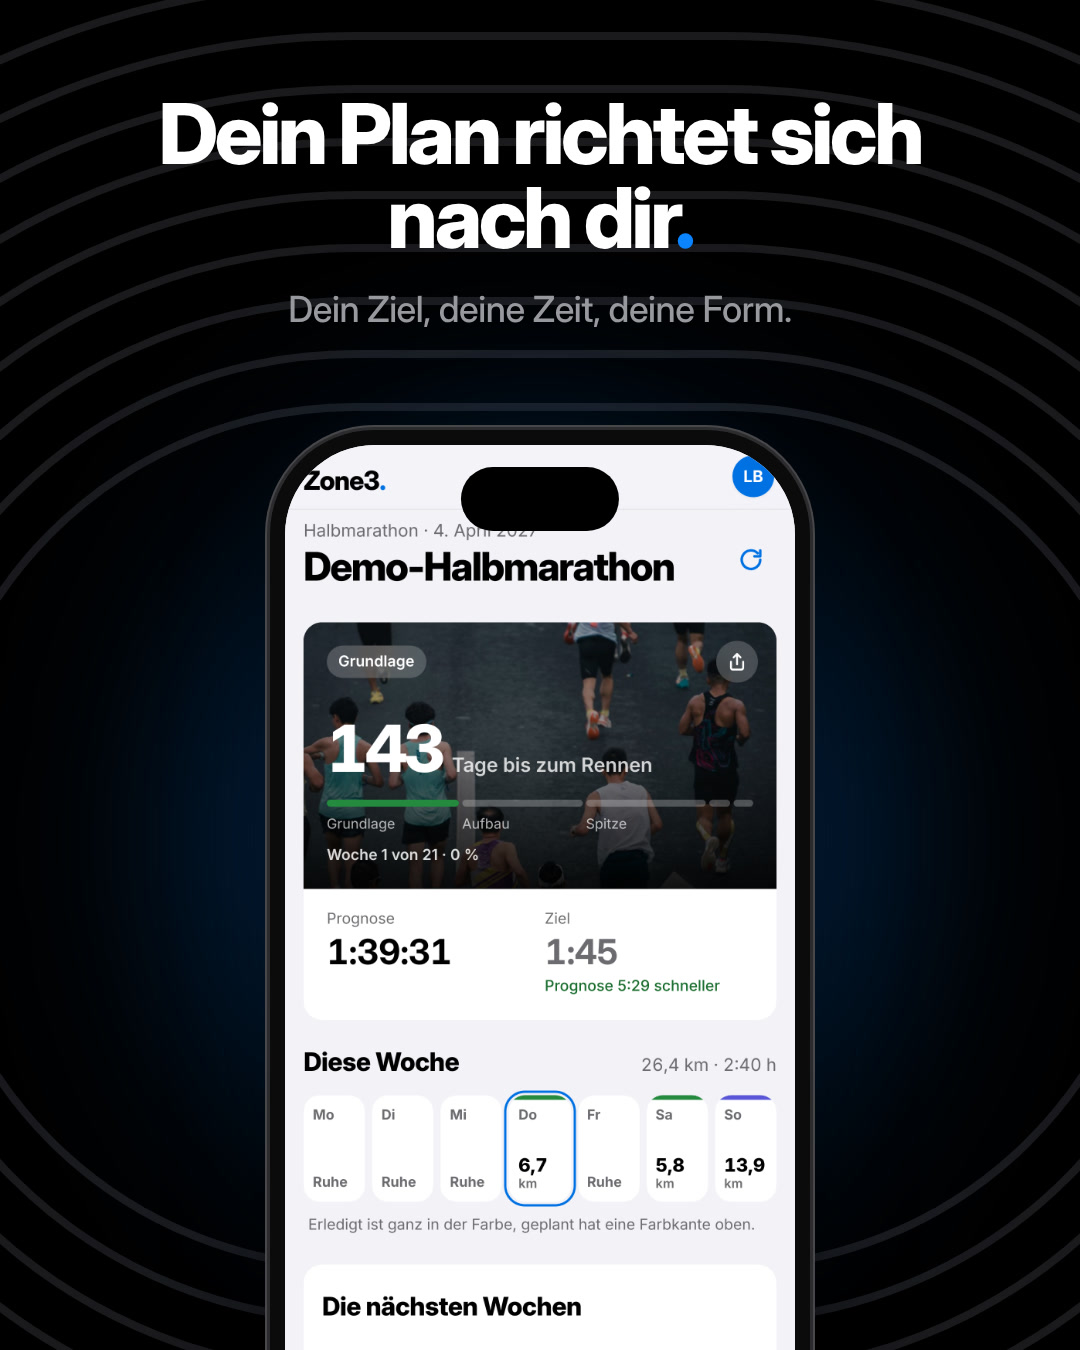 Dein Plan richtet sich
nach dir.
Dein Ziel, deine Zeit, deine Form.
Zone3.
LB
Halbmarathon · 4. April 2027
Demo-Halbmarathon
Grundlage
143 Tage bis zum Rennen
Grundlage Aufbau Spitze
Woche 1 von 21 · 0 %
Prognose Ziel
1:39:31 1:45
Prognose 5:29 schneller
Diese Woche 26,4 km · 2:40 h
Mo Di Mi Do Fr Sa So
Ruhe Ruhe Ruhe 6,7 km Ruhe 5,8 km 13,9 km
Erledigt ist ganz in der Farbe, geplant hat eine Farbkante oben.
Die nächsten Wochen